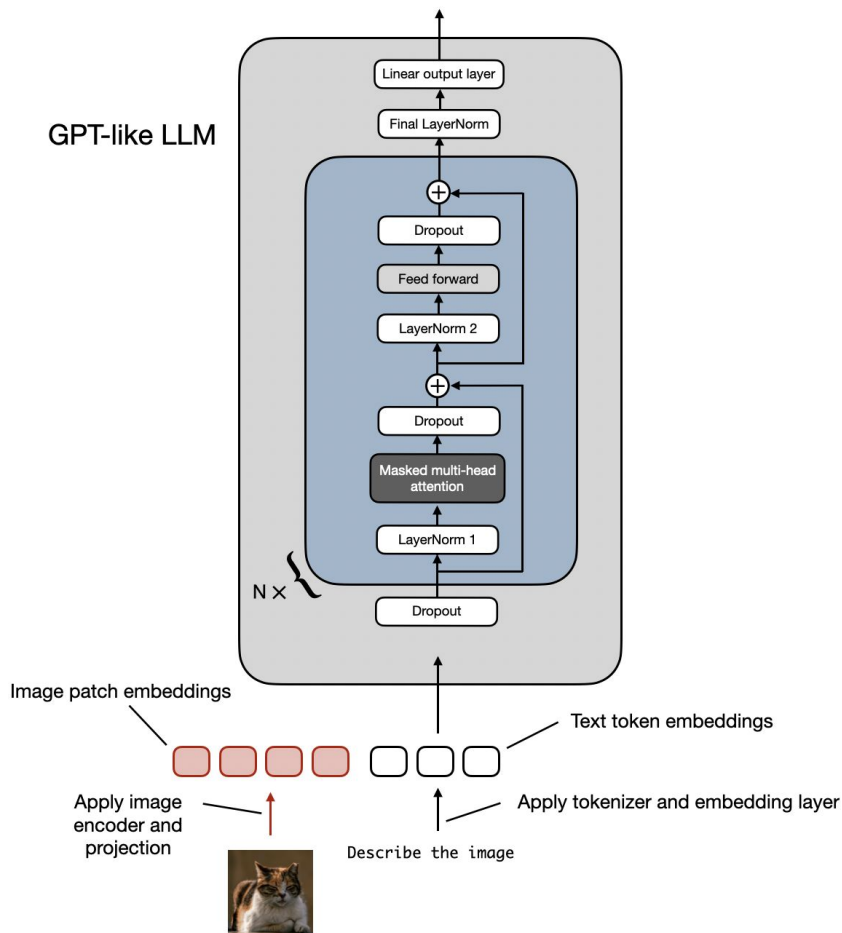 Linear output layer
Final LayerNorm
GPT-like LLM
Dropout
Feed forward
LayerNorm 2
Dropout
Masked multi-head
attention
LayerNorm 1
N ×
Dropout
Image patch embeddings
Text token embeddings
Apply image
encoder and
projection
Apply tokenizer and embedding layer
Describe the image